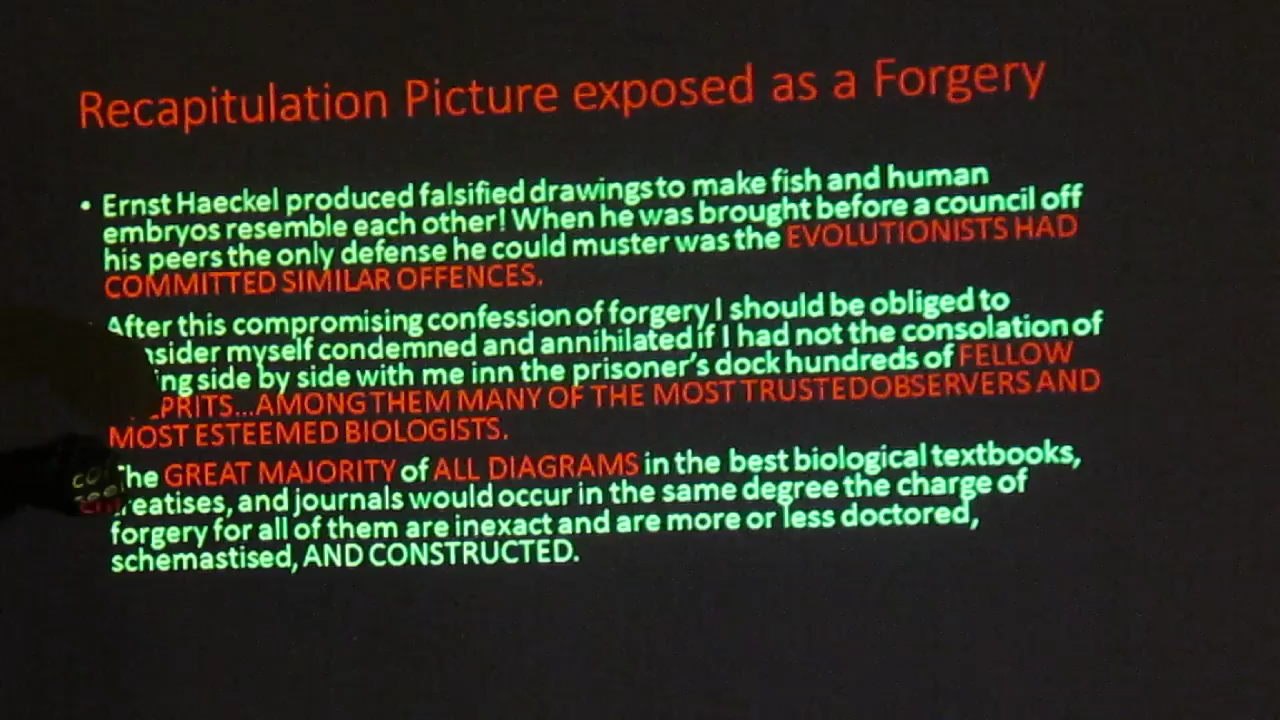 Recapitulation Picture exposed as a Forgery
• Ernst Haeckel produced falsified drawings to make fish and human
embryos resemble each other! When he was brought before a council off
his peers the only defense he could muster was the EVOLUTIONISTS HAD
COMMITTED SIMILAR OFFENCES.
After this compromising confession of forgery I should be obliged to
nsider myself condemned and annihilated if I had not the consolation of
ing side by side with me inn the prisoner's dock hundreds of FELLOW
PRITS...AMONG THEM MANY OF THE MOST TRUSTEDOBSERVERS AND
MOST ESTEEMED BIOLOGISTS.
The GREAT MAJORITY of ALL DIAGRAMS in the best biological textbooks,
reatises, and journals would occur in the same degree the charge of
forgery for all of them are inexact and are more or less doctored,
schemastised, AND CONSTRUCTED.